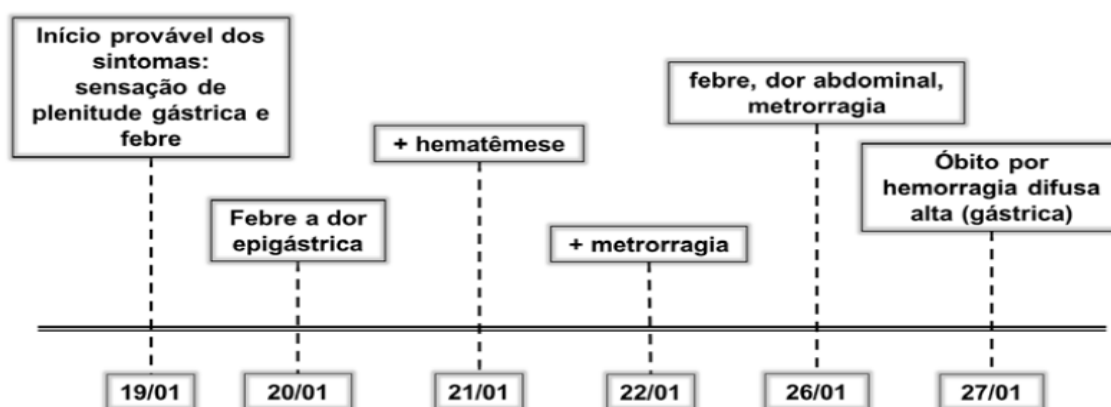 Início provável dos
sintomas:
sensação de
plenitude gástrica e
febre
Febre a dor
epigástrica
+ hematêmese
+ metrorragia
febre, dor abdominal,
metrorragia
Óbito por
hemorragia difusa
alta (gástrica)
19/01
20/01
21/01
22/01
26/01
27/01